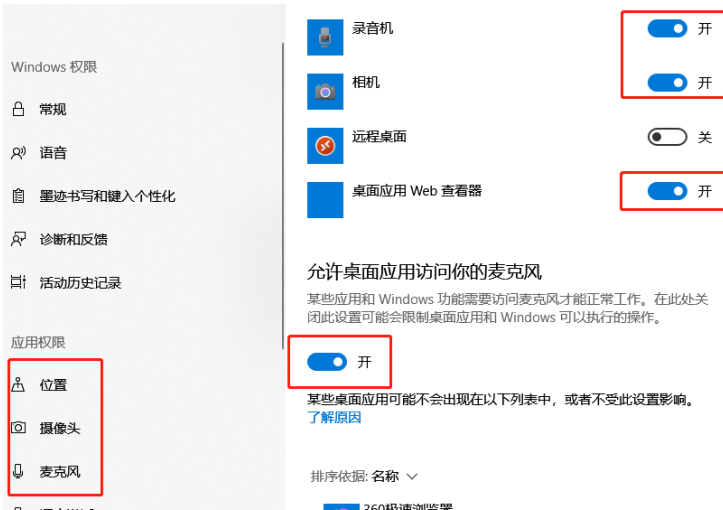 Windows 权限
常规
语音
墨迹书写和键入个性化
诊断和反馈
活动历史记录
应用权限
位置
摄像头
麦克风
录音机
开
相机
开
远程桌面
关
桌面应用 Web 查看器
开
允许桌面应用访问你的麦克风
某些应用和 Windows 功能需要访问麦克风才能正常工作。在此处关
闭此设置可能会限制桌面应用和 Windows 可以执行的操作。
开
某些桌面应用可能不会出现在以下列表中，或者不受此设置影响。
了解原因
排序依据: 名称
360极速浏览器